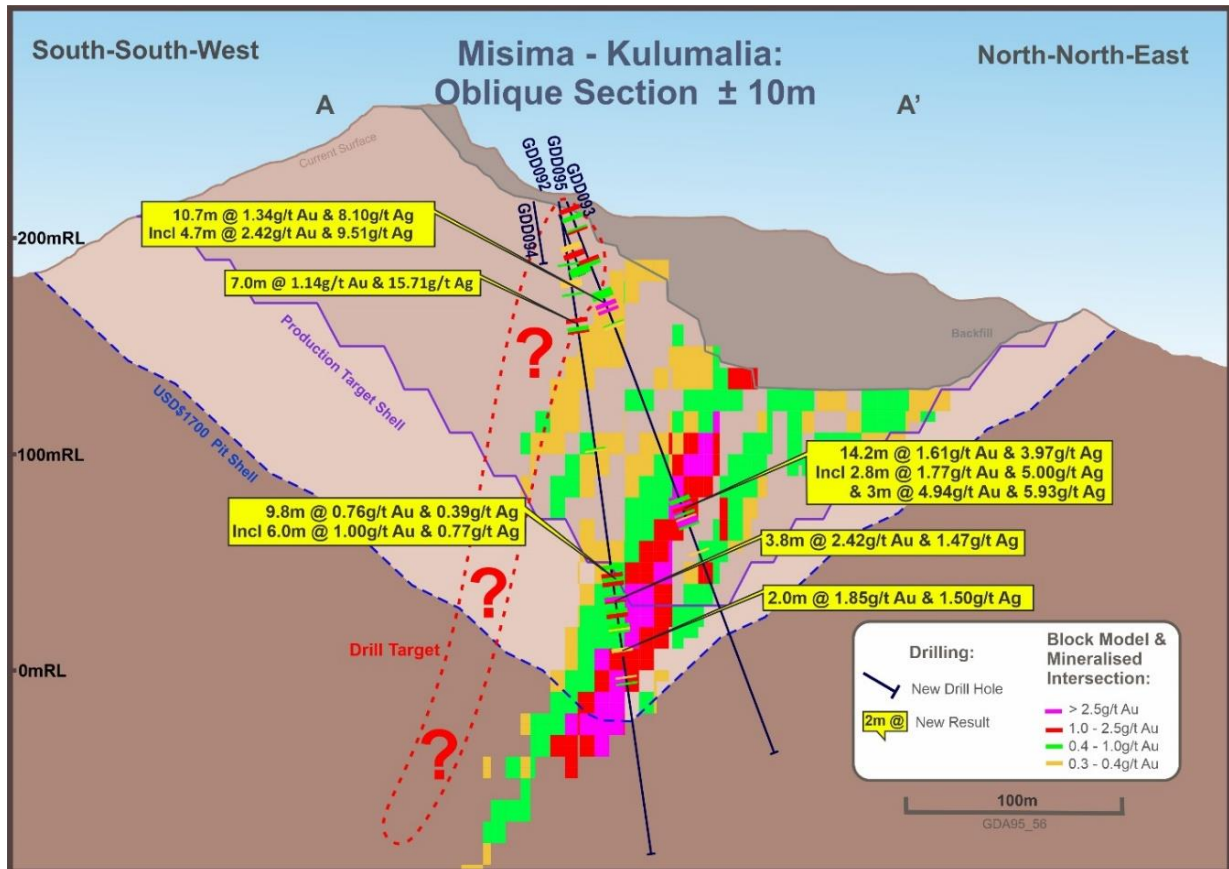 South-South-West
Misima - Kulumalia:
Oblique Section ± 10m
North-North-East
A
A'
Current Surface
GDD092
GDD095
GDD093
GDD094
10.7m @ 1.34g/t Au & 8.10g/t Ag
Incl 4.7m @ 2.42g/t Au & 9.51g/t Ag
200mRL
7.0m @ 1.14g/t Au & 15.71g/t Ag
?
Production Target Shell
Backfill
USD$1700 Pit Shell
100mRL
14.2m @ 1.61g/t Au & 3.97g/t Ag
Incl 2.8m @ 1.77g/t Au & 5.00g/t Ag
& 3m @ 4.94g/t Au & 5.93g/t Ag
9.8m @ 0.76g/t Au & 0.39g/t Ag
Incl 6.0m @ 1.00g/t Au & 0.77g/t Ag
3.8m @ 2.42g/t Au & 1.47g/t Ag
?
2.0m @ 1.85g/t Au & 1.50g/t Ag
Drill Target
0mRL
?
Drilling:
New Drill Hole
2m @
New Result
Block Model &
Mineralised
Intersection:
> 2.5g/t Au
1.0 - 2.5g/t Au
0.4 - 1.0g/t Au
0.3 - 0.4g/t Au
100m
GDA95_56